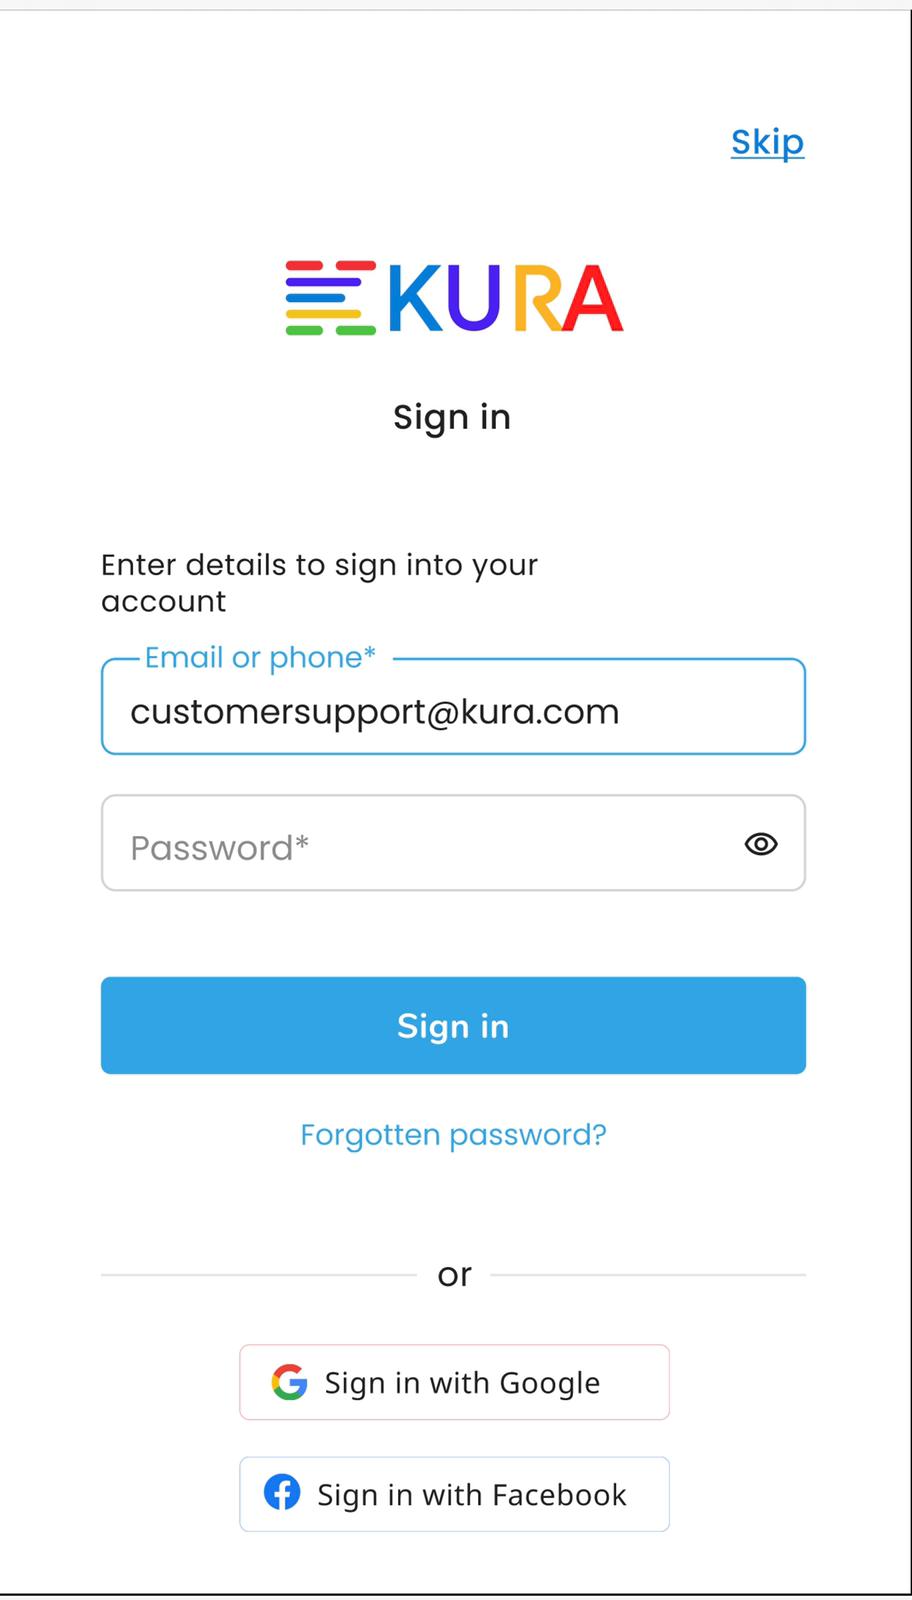 Skip
KURA
Sign in
Enter details to sign into your
account
Email or phone*
customersupport@kura.com
Password*
Sign in
Forgotten password?
or
Sign in with Google
Sign in with Facebook